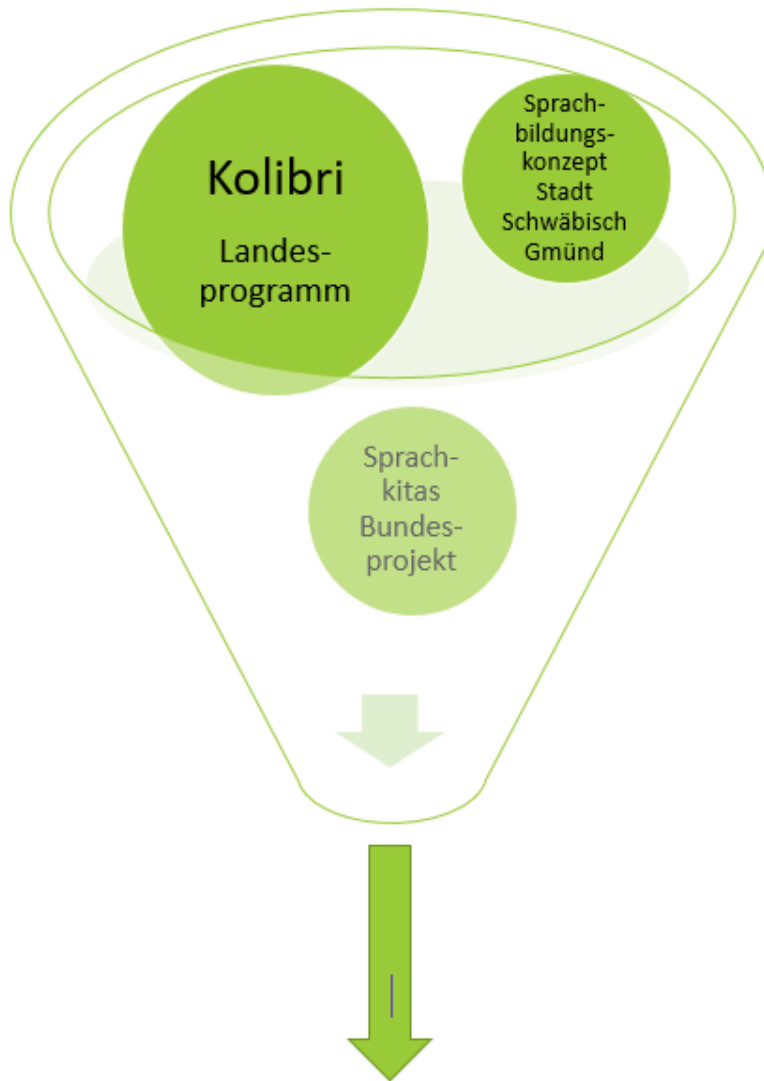 Kolibri
Landes-
programm
Sprach-
bildungs-
konzept
Stadt
Schwäbisch
Gmünd
Sprach-
kitas
Bundes-
projekt